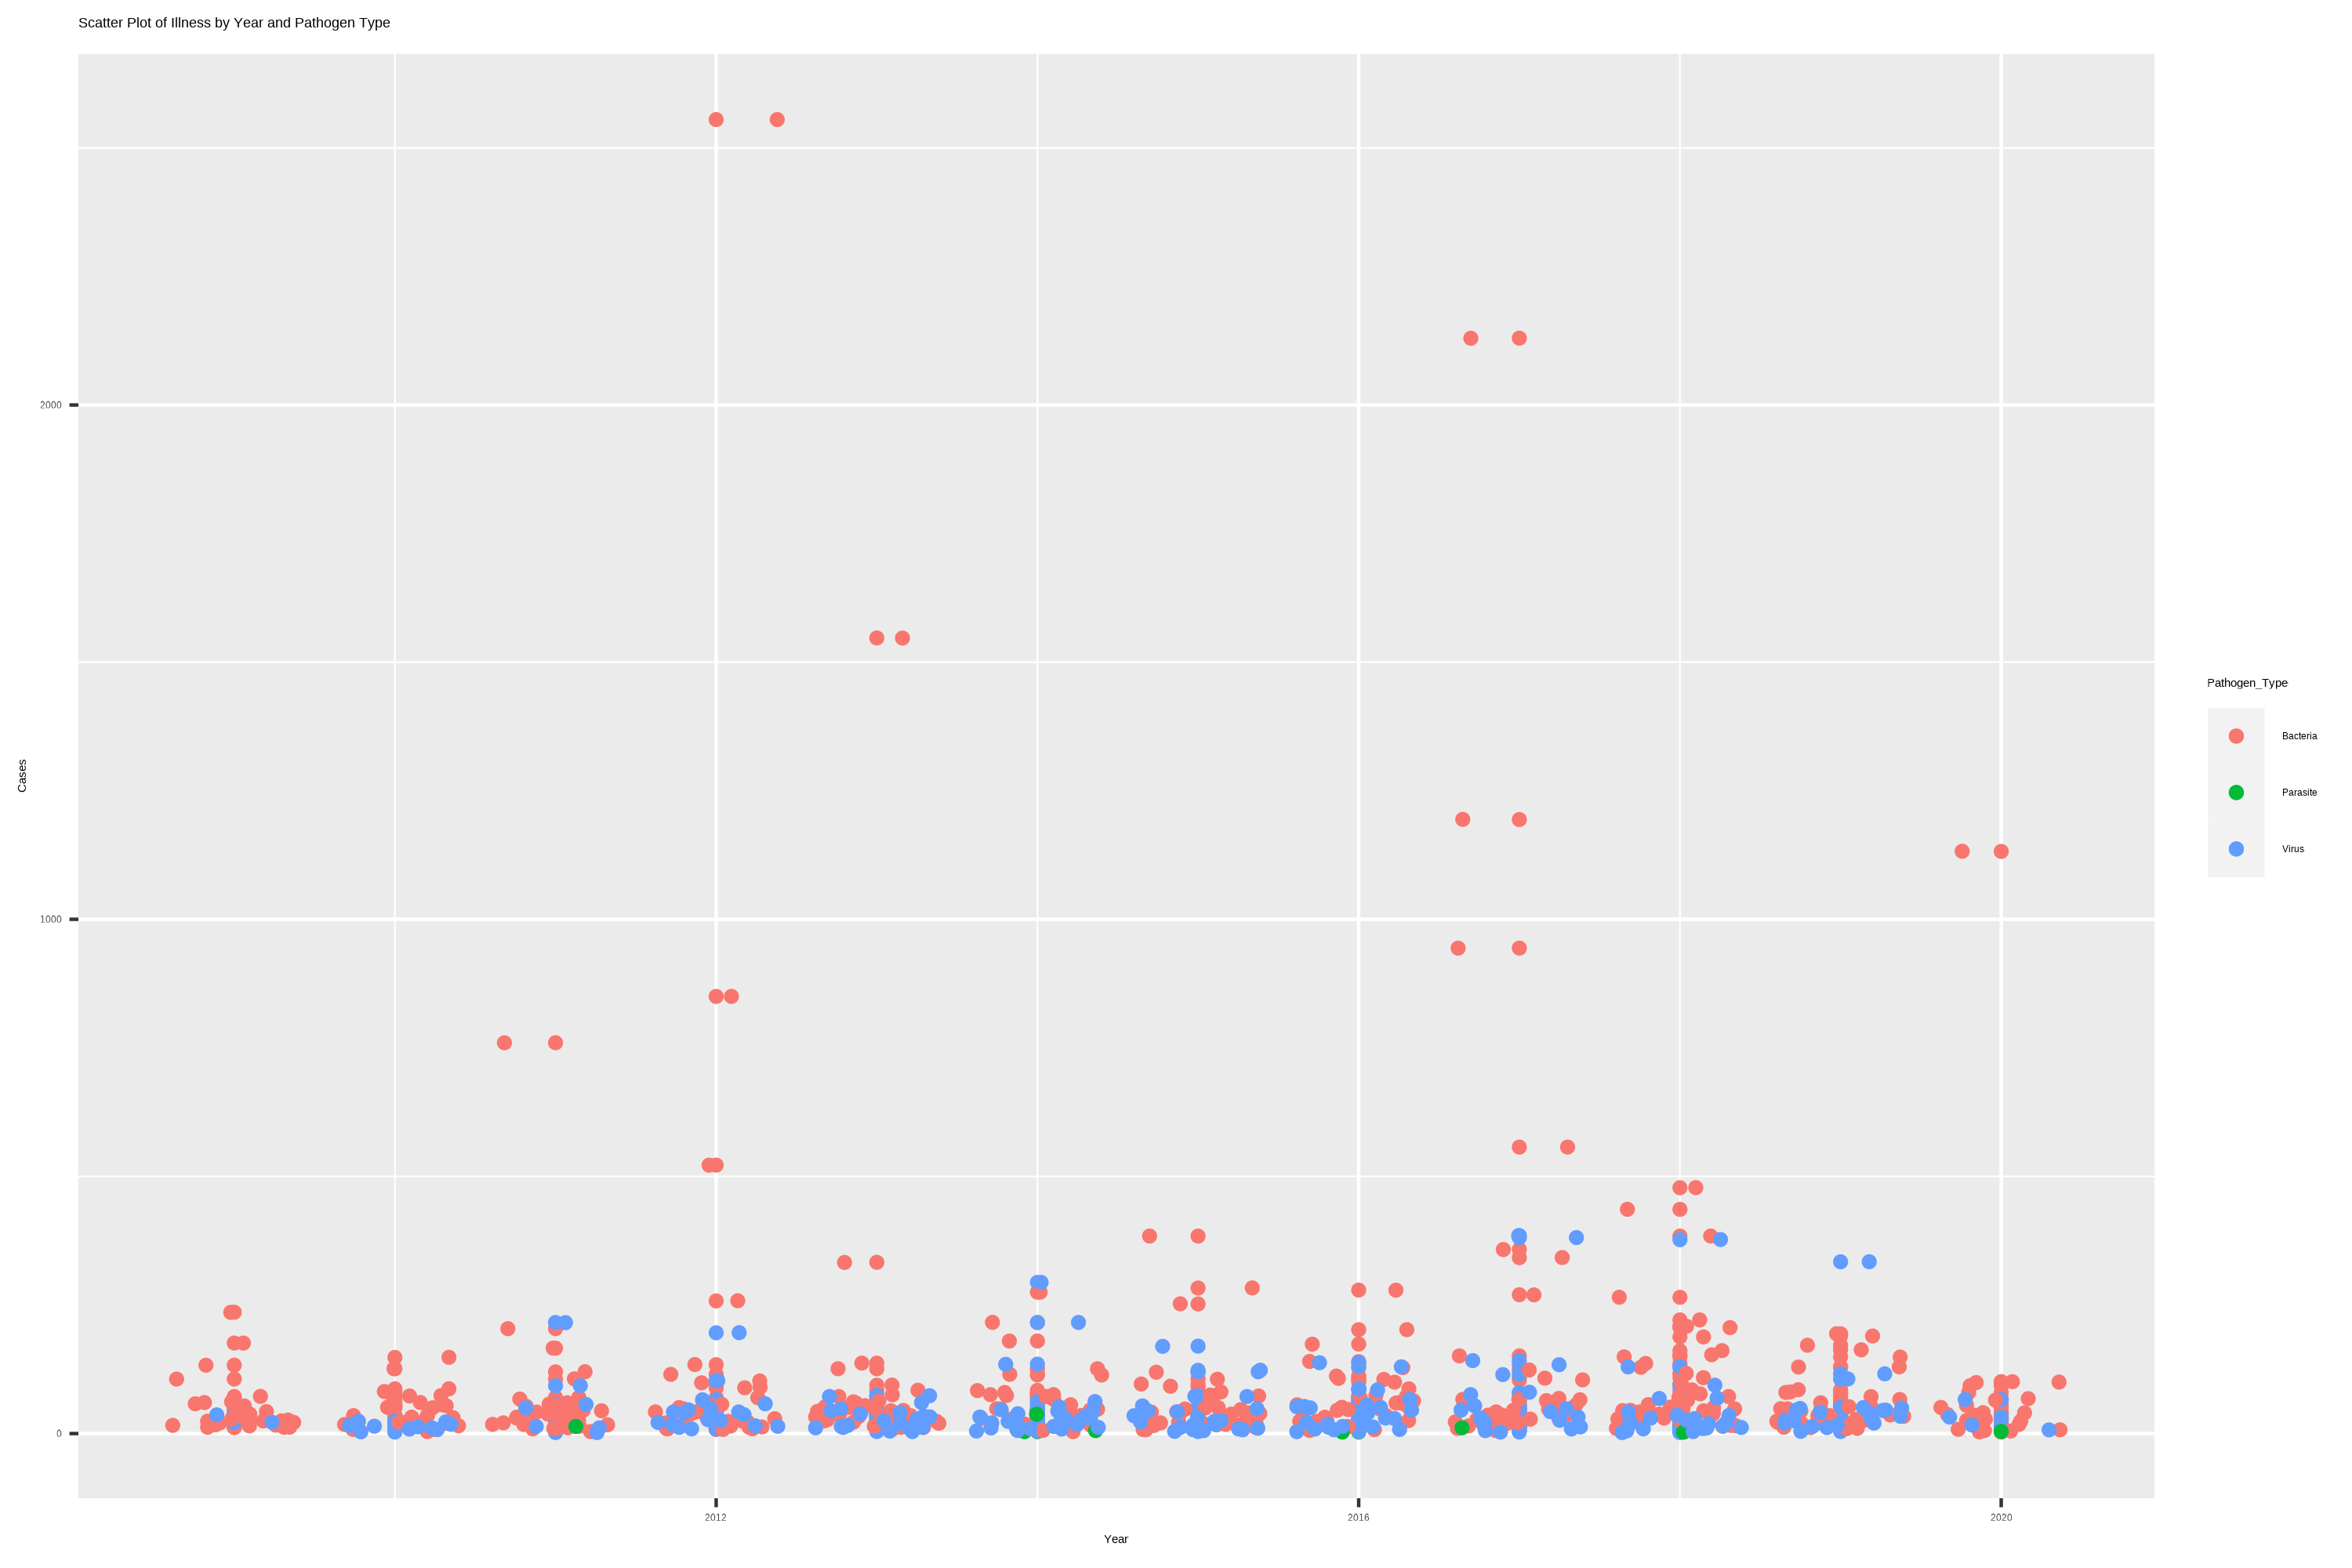 Scatter Plot of Illness by Year and Pathogen Type
2000
1000
0
Cases
2012
2016
2020
Year
Pathogen_Type
Bacteria
Parasite
Virus